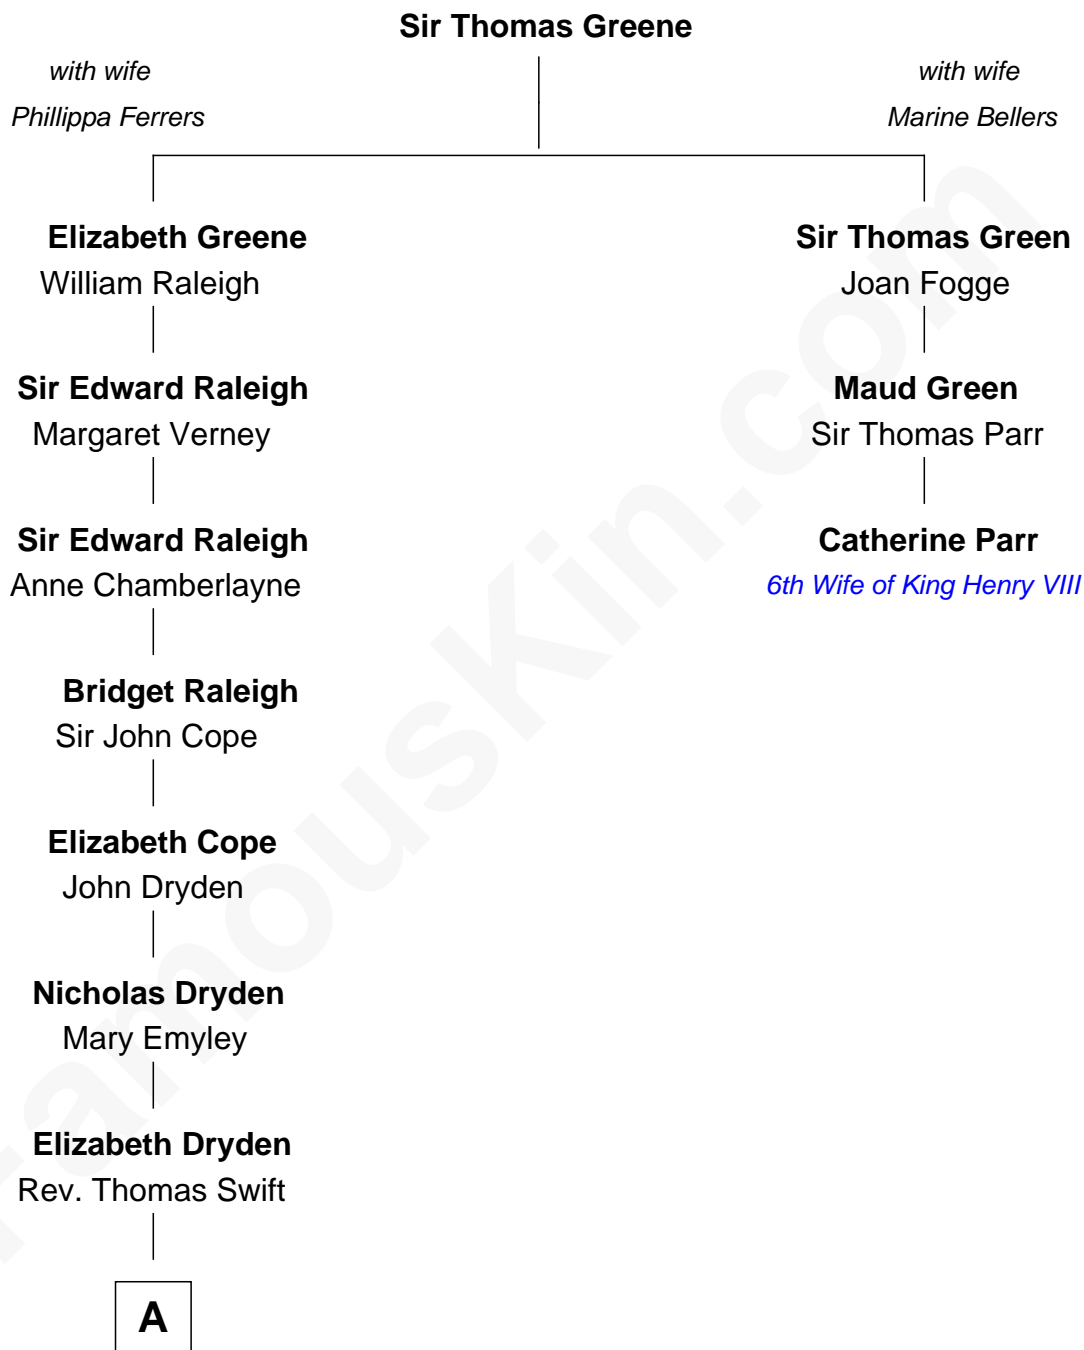 Sir Thomas Greene
with wife
Phillippa Ferrers
with wife
Marine Bellers
Elizabeth Greene
William Raleigh
Sir Thomas Green
Joan Fogge
Sir Edward Raleigh
Margaret Verney
Maud Green
Sir Thomas Parr
Sir Edward Raleigh
Anne Chamberlayne
Catherine Parr
6th Wife of King Henry VIII
Bridget Raleigh
Sir John Cope
Elizabeth Cope
John Dryden
Nicholas Dryden
Mary Emyley
Elizabeth Dryden
Rev. Thomas Swift
A
FamousKin.com